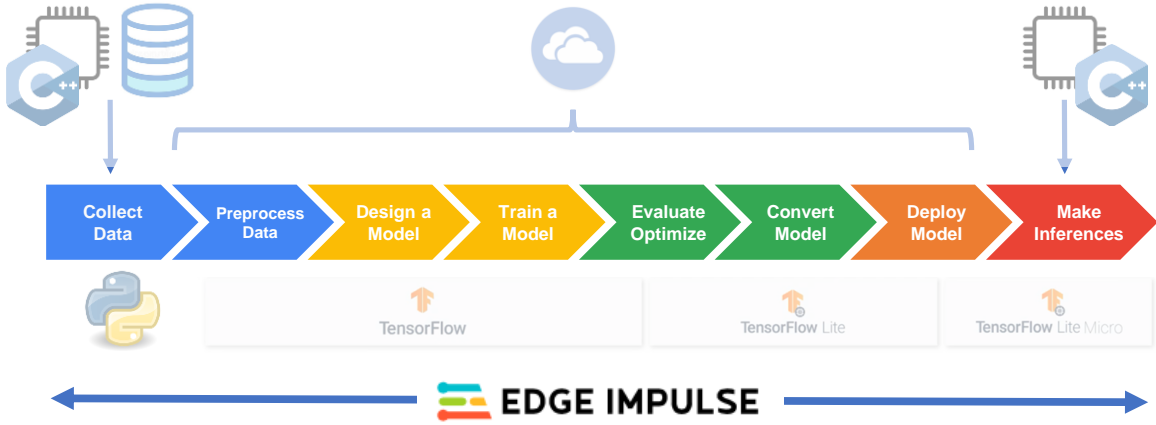 C++
C++
Collect
Data
Preprocess
Data
Design a
Model
Train a
Model
Evaluate
Optimize
Convert
Model
Deploy
Model
Make
Inferences
TensorFlow
TensorFlow Lite
TensorFlow Lite Micro
EDGE IMPULSE